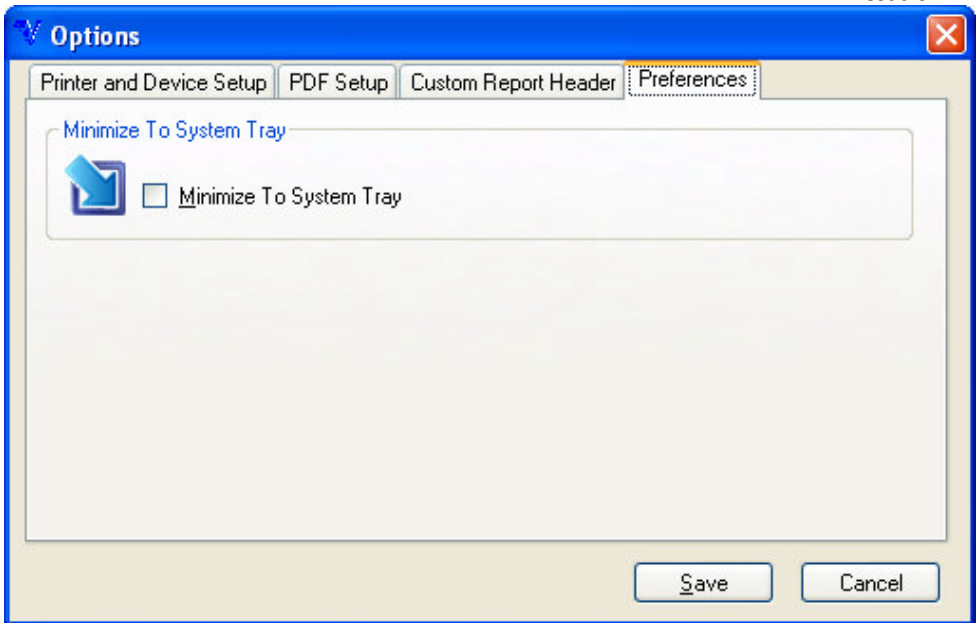 Options
Printer and Device Setup PDF Setup Custom Report Header Preferences
Minimize To System Tray
Minimize To System Tray
Save Cancel